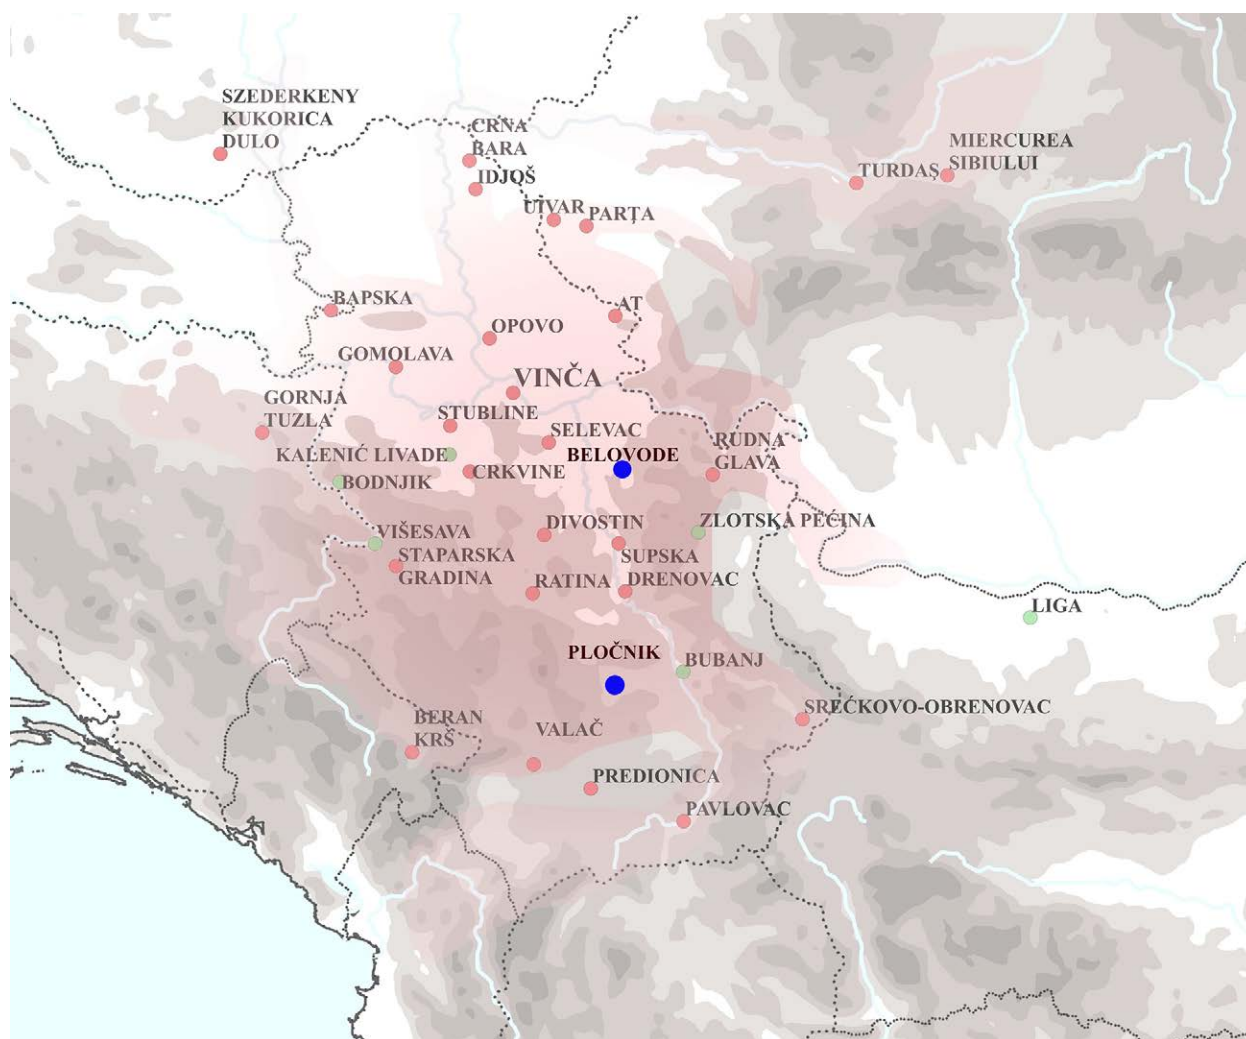 SZEDERKENY
KUKORICA
DULO
CRNA
BARA
IDJOŠ
MIERCUREA
SIBIULUI
TURDAŞ
UIVAR
PARŢA
BAPSKA
AT
OPOVO
GOMOLAVA
VINČA
GORNJA
TUZLA
STUBLINE
SELEVAC
RUDNA
GLAVA
KALENIĆ LIVADE
BELOVODE
CRKVINE
BODNJIK
VIŠESAVA
DIVOSTIN
ZLOTSKA PEĆINA
STAPARSKA
GRADINA
SUPSKA
RATINA
DRENOVAC
LIGA
PLOČNIK
BUBANJ
SREĆKOVO-OBRENOVAC
BERAN
KRŠ
VALAČ
PREDIONICA
PAVLOVAC